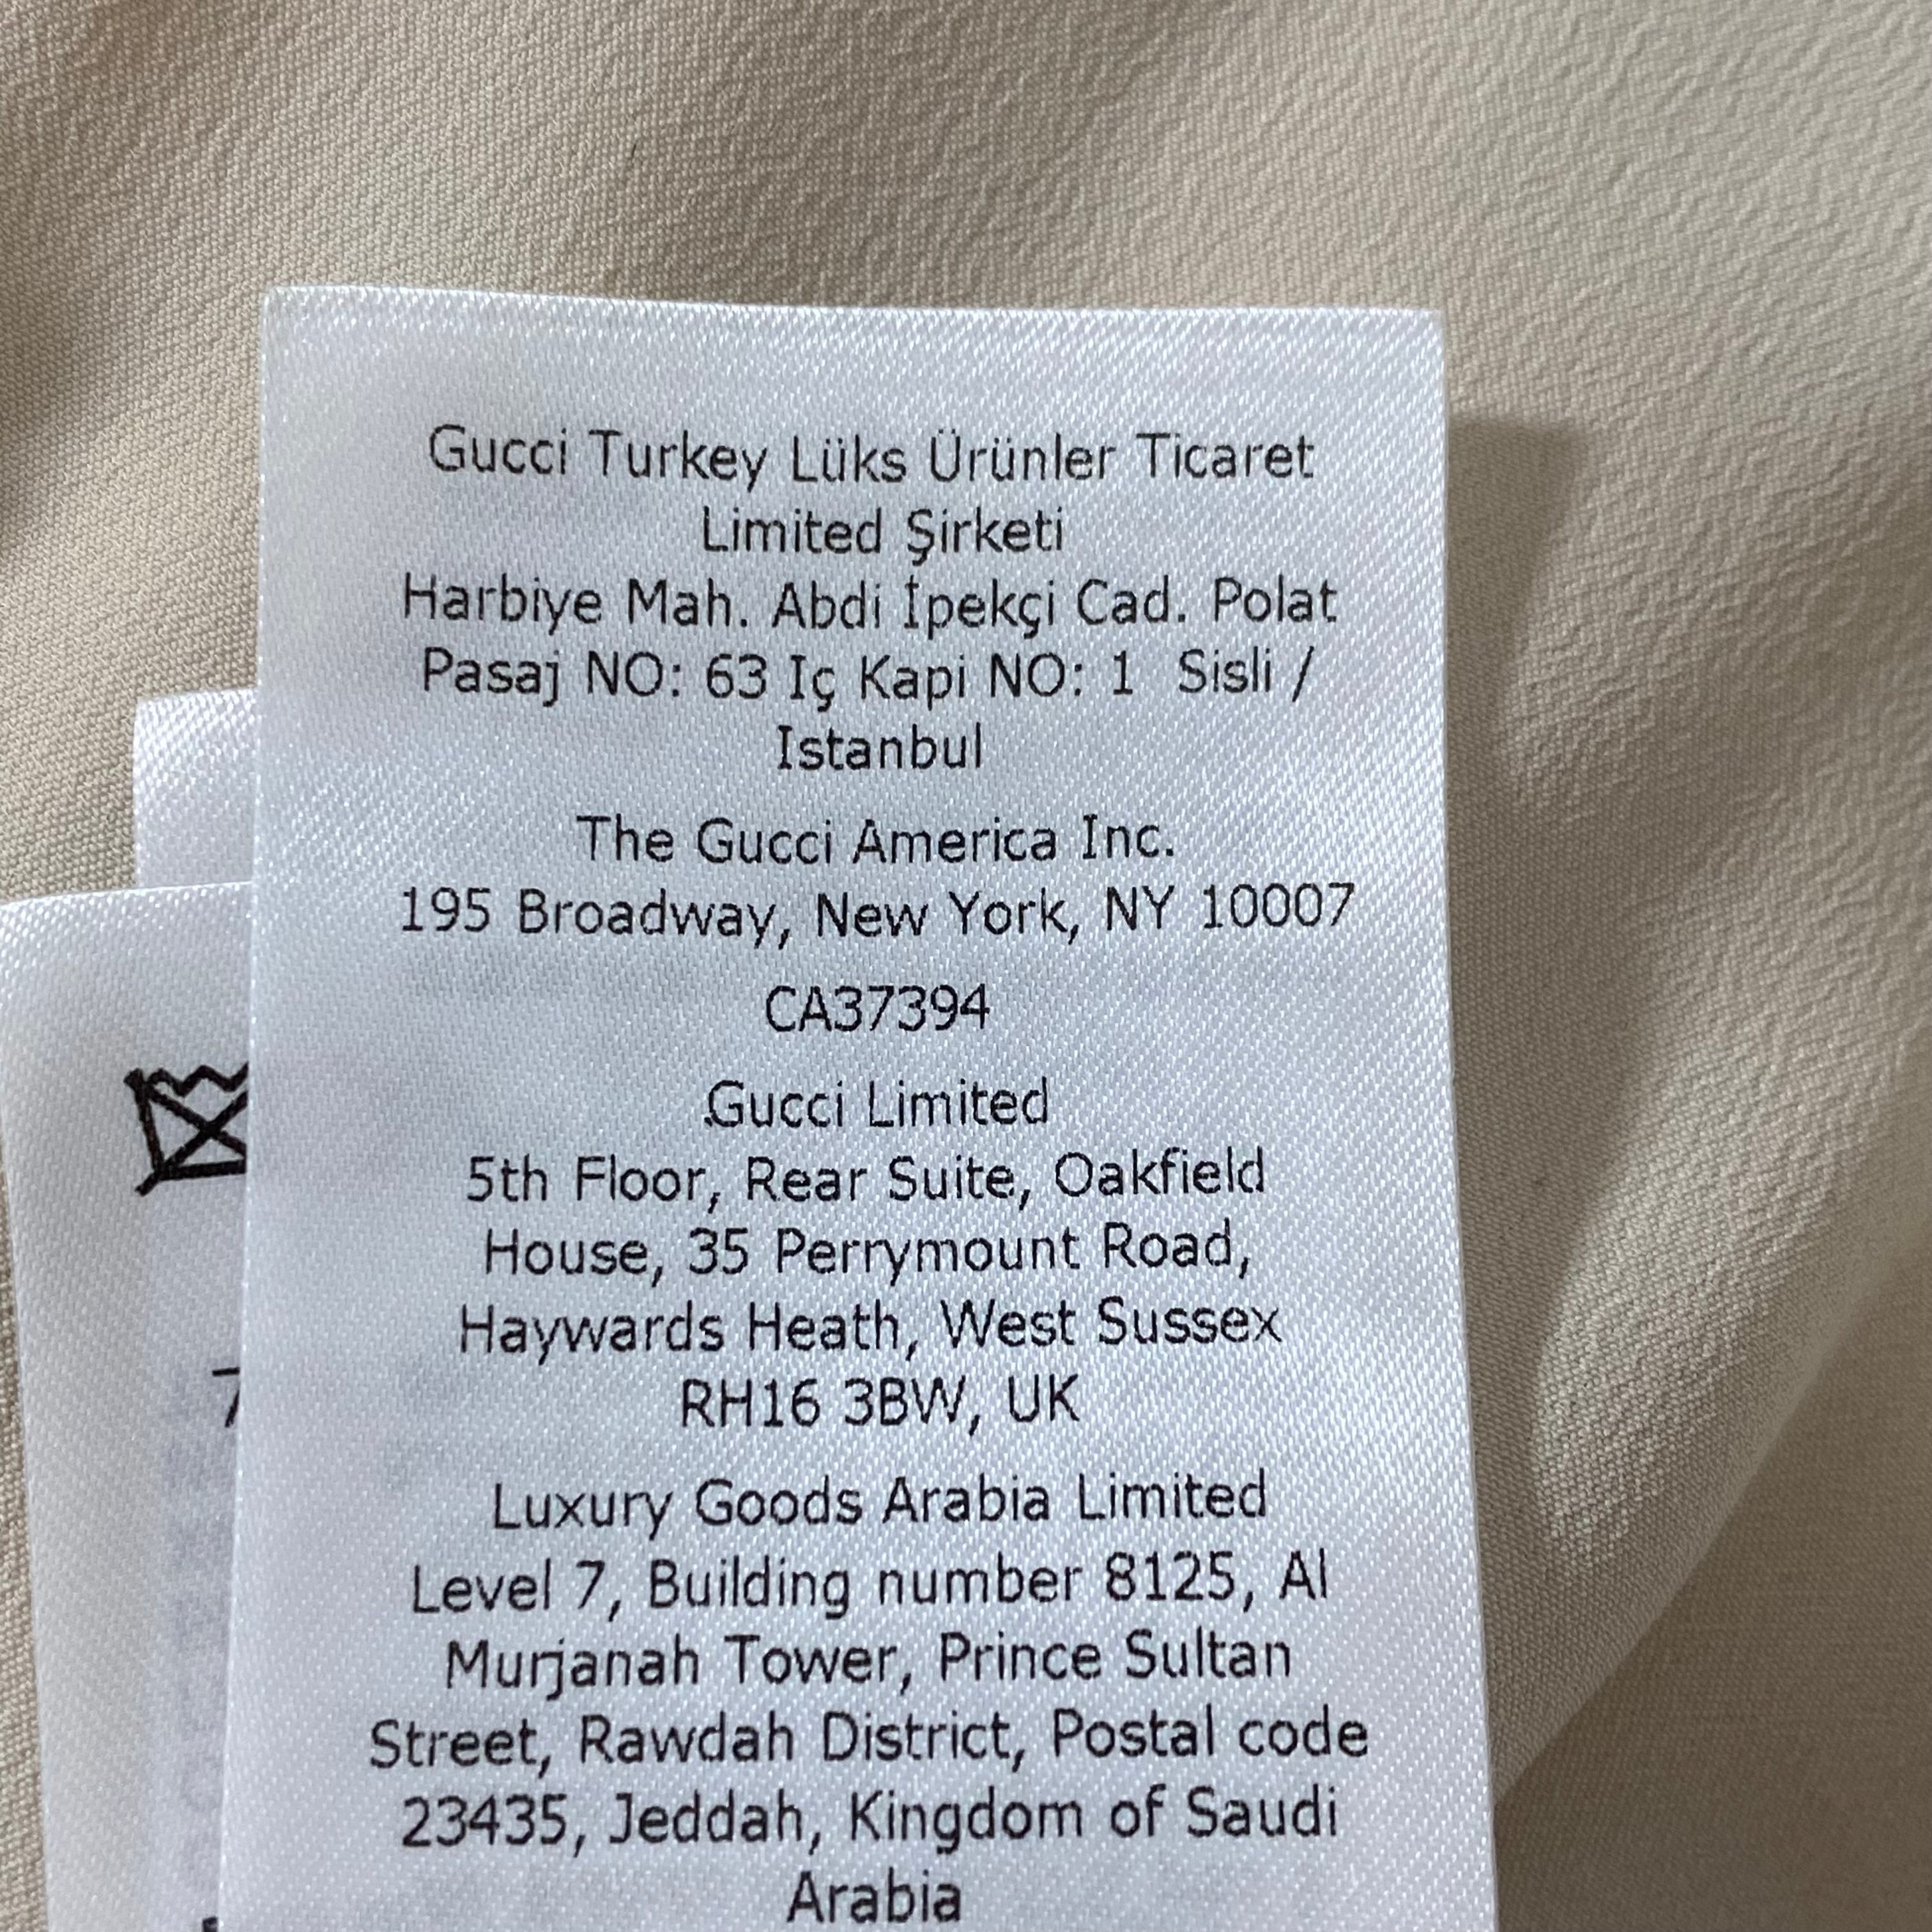 Gucci Turkey Lüks Ürünler Ticaret
Limited Şirketi
Harbiye Mah. Abdi İpekçi Cad. Polat
Pasaj NO: 63 Iç Kapi NO: 1 Sisli /
Istanbul
The Gucci America Inc.
195 Broadway, New York, NY 10007
CA37394
Gucci Limited
5th Floor, Rear Suite, Oakfield
House, 35 Perrymount Road,
Haywards Heath, West Sussex
RH16 3BW, UK
Luxury Goods Arabia Limited
Level 7, Building number 8125, Al
Murjanah Tower, Prince Sultan
Street, Rawdah District, Postal code
23435, Jeddah, Kingdom of Saudi
Arabia
7